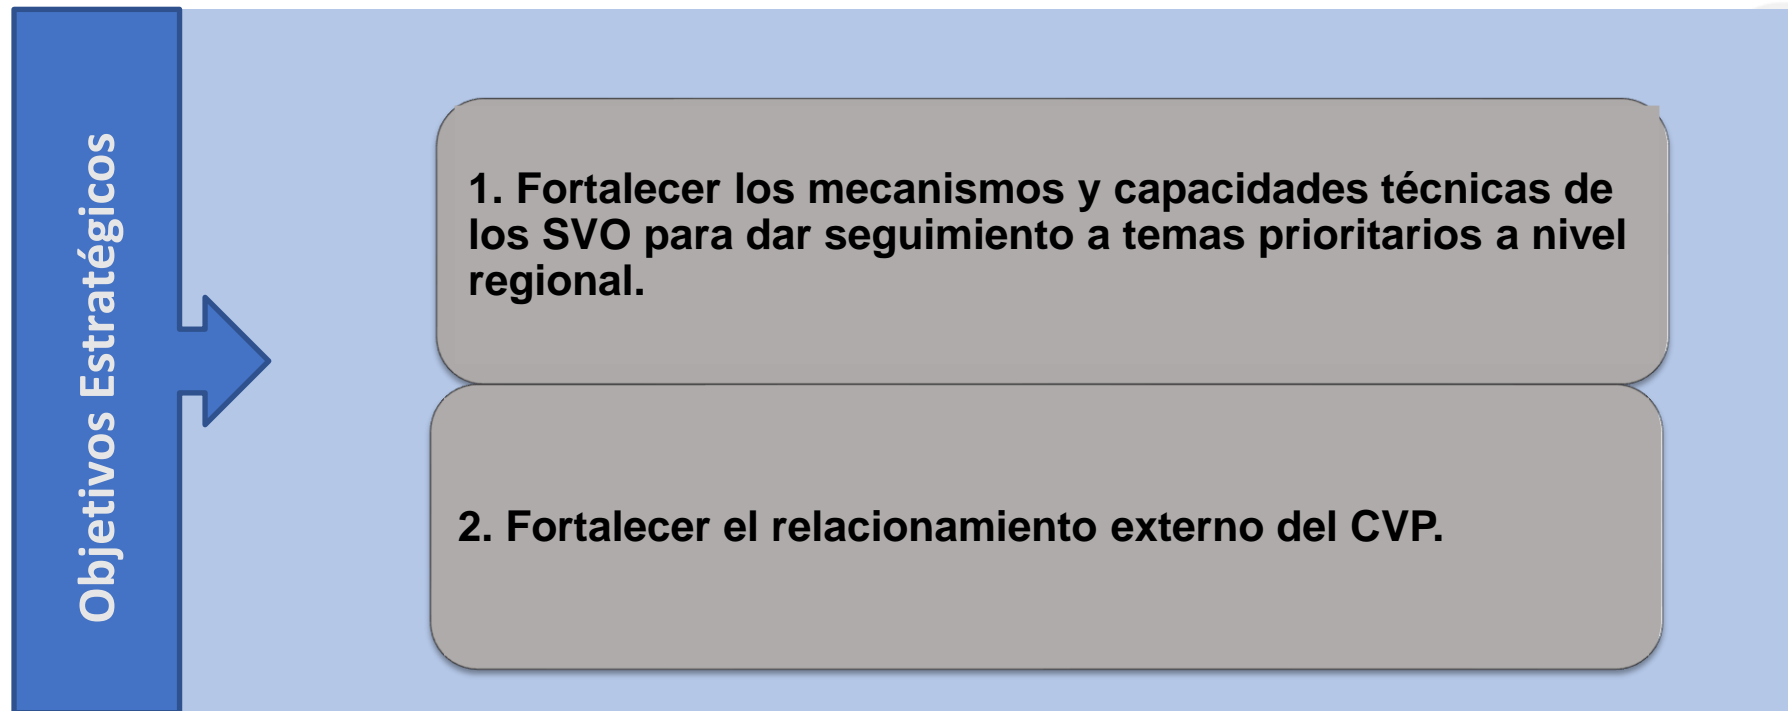 Objetivos Estratégicos
1. Fortalecer los mecanismos y capacidades técnicas de
los SVO para dar seguimiento a temas prioritarios a nivel
regional.
2. Fortalecer el relacionamiento externo del CVP.